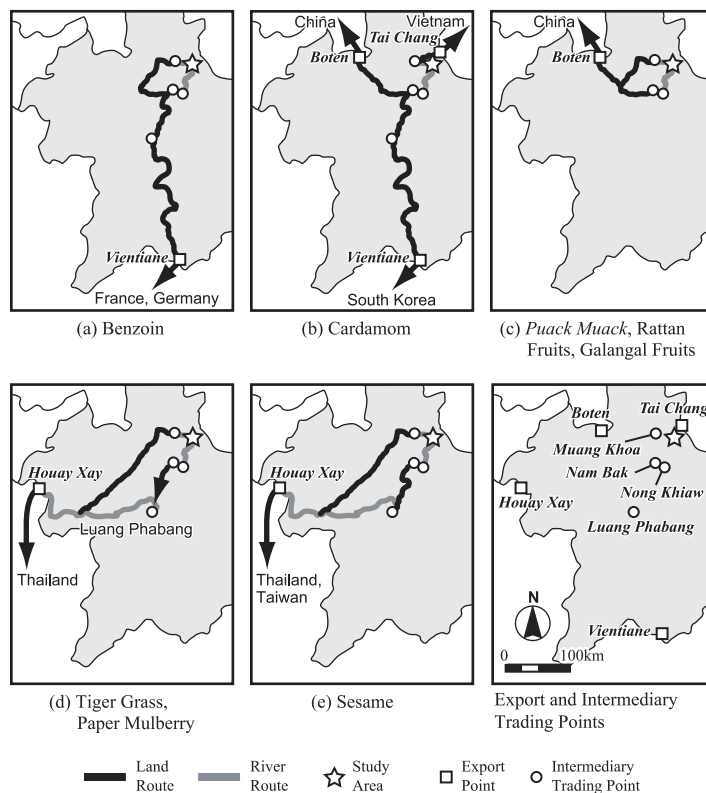 China
Vietnam
Tai Chang
Boten
Vientiane
France, Germany
South Korea
China
Boten
Vientiane
(a) Benzoin
(b) Cardamom
(c) Puack Muack, Rattan
Fruits, Galangal Fruits
Houay Xay
Luang Phabang
Thailand
Houay Xay
Thailand,
Taiwan
Boten
Tai Chang
Muang Khoa
Nam Bak
Nong Khiaw
Houay Xay
Luang Phabang
N
Vientiane
0 100km
(d) Tiger Grass,
Paper Mulberry
(e) Sesame
Export and Intermediary
Trading Points
Land
Route
River
Route
Study
Area
Export
Point
Intermediary
Trading Point